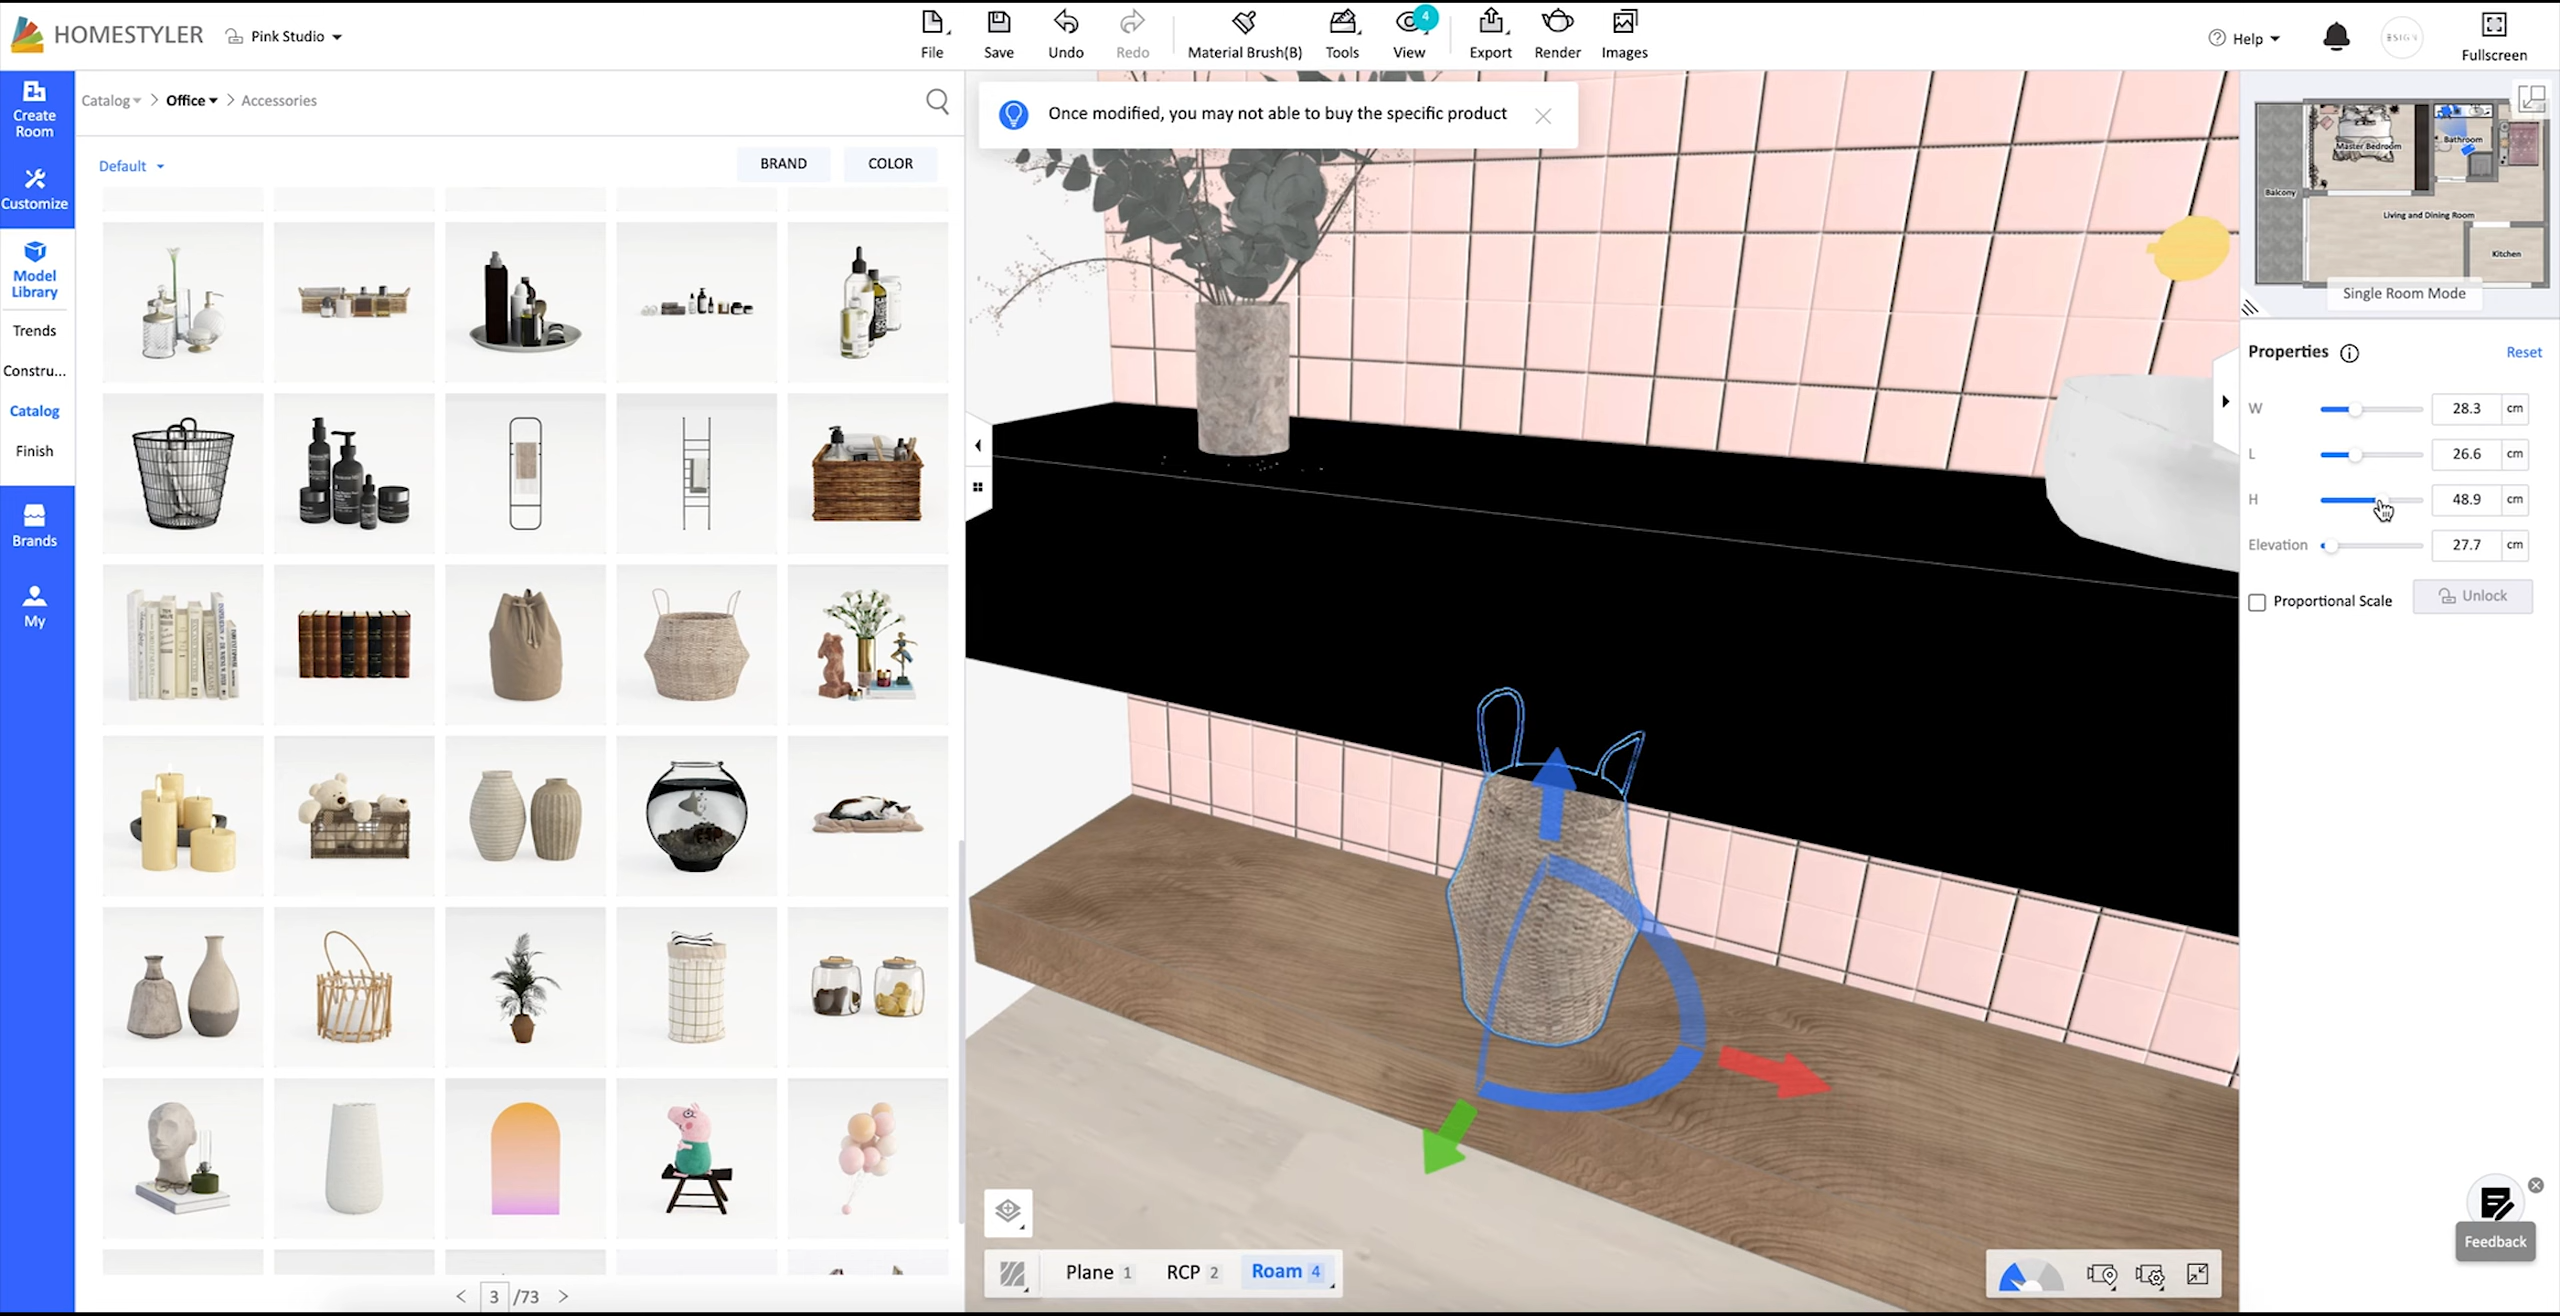 HOMESTYLER
Pink Studio
File
Save
Undo
Redo
Material Brush(B)
Tools
View
4
Export
Render
Images
Help
Fullscreen
Create
Room
Customize
Model
Library
Trends
Constru...
Catalog
Finish
Brands
My
Catalog > Office > Accessories
Default
BRAND
COLOR
< 3 /73 >
Once modified, you may not able to buy the specific product
Plane 1
RCP 2
Roam 4
Master Bedroom
Bathroom
Balcony
Living and Dining Room
Kitchen
Single Room Mode
Properties
Reset
W 28.3 cm
L 26.6 cm
H 48.9 cm
Elevation 27.7 cm
Proportional Scale
Unlock
Feedback